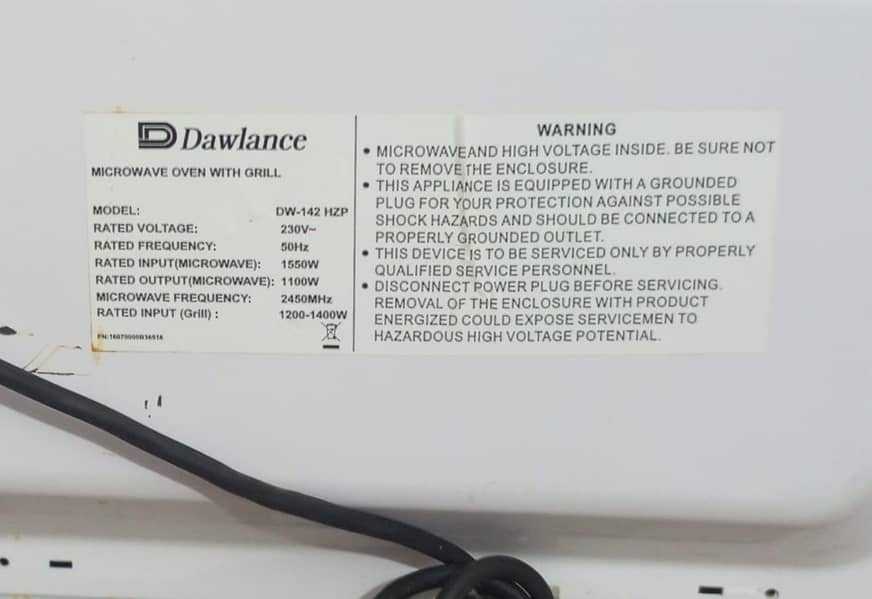 Dawlance
MICROWAVE OVEN WITH GRILL
MODEL: DW-142 HZP
RATED VOLTAGE: 230V~
RATED FREQUENCY: 50Hz
RATED INPUT(MICROWAVE): 1550W
RATED OUTPUT(MICROWAVE): 1100W
MICROWAVE FREQUENCY: 2450MHz
RATED INPUT (Grill) : 1200-1400W
WARNING
• MICROWAVE AND HIGH VOLTAGE INSIDE. BE SURE NOT
TO REMOVE THE ENCLOSURE.
• THIS APPLIANCE IS EQUIPPED WITH A GROUNDED
PLUG FOR YOUR PROTECTION AGAINST POSSIBLE
SHOCK HAZARDS AND SHOULD BE CONNECTED TO A
PROPERLY GROUNDED OUTLET.
• THIS DEVICE IS TO BE SERVICED ONLY BY PROPERLY
QUALIFIED SERVICE PERSONNEL.
• DISCONNECT POWER PLUG BEFORE SERVICING.
REMOVAL OF THE ENCLOSURE WITH PRODUCT
ENERGIZED COULD EXPOSE SERVICEMEN TO
HAZARDOUS HIGH VOLTAGE POTENTIAL.